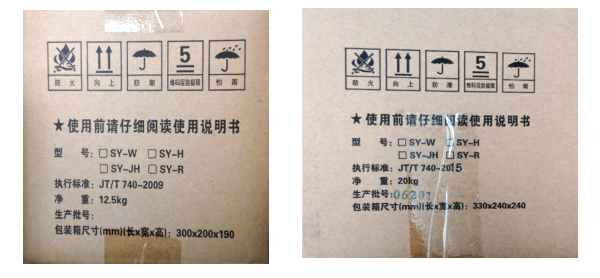 防火 向上 防潮 5 堆码层数极限 怕雨
★使用前请仔细阅读使用说明书
型 号: □ SY-W □ SY-H
□ SY-JH □ SY-R
执行标准: JT/T 740-2009
净 重: 12.5kg
生产批号:
包装箱尺寸(mm)(长x宽x高): 300x200x190
防火 向上 防潮 5 堆码层数极限 怕雨
★使用前请仔细阅读使用说明书
型 号: □ SY-W □ SY-H
□ SY-JH □ SY-R
执行标准: JT/T 740-2015
净 重: 20kg
生产批号: 06201
包装箱尺寸(mm)(长x宽x高): 330x240x240